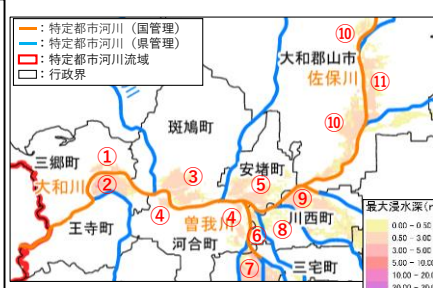 ：特定都市河川（国管理）
：特定都市河川（県管理）
：特定都市河川流域
：行政界
⑩
大和郡山市
佐保川
⑪
⑩
斑鳩町
三郷町
①
安堵町
大和川
②
③
⑤
⑨
④
曽我川
④
川西町
王寺町
⑥
⑧
河合町
⑦
三宅町
最大浸水深(
0.00 - 0.50
0.50 - 3.00
3.00 - 5.00
5.00 - 10.00
10.00 - 20.0